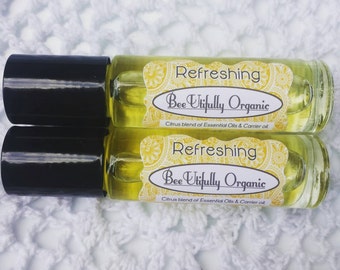 Refreshing
BeeUtifully Organic
Citrus blend of Essential Oils & Carrier oil
Refreshing
BeeUtifully Organic
Citrus blend of Essential Oils & Carrier oil